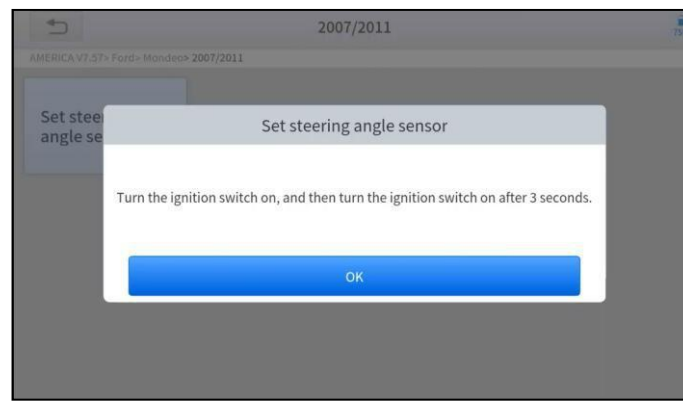 2007/2011
AMERICA V7.57> Ford> Mondeo> 2007/2011
Set stee
angle se
Set steering angle sensor
Turn the ignition switch on, and then turn the ignition switch on after 3 seconds.
OK